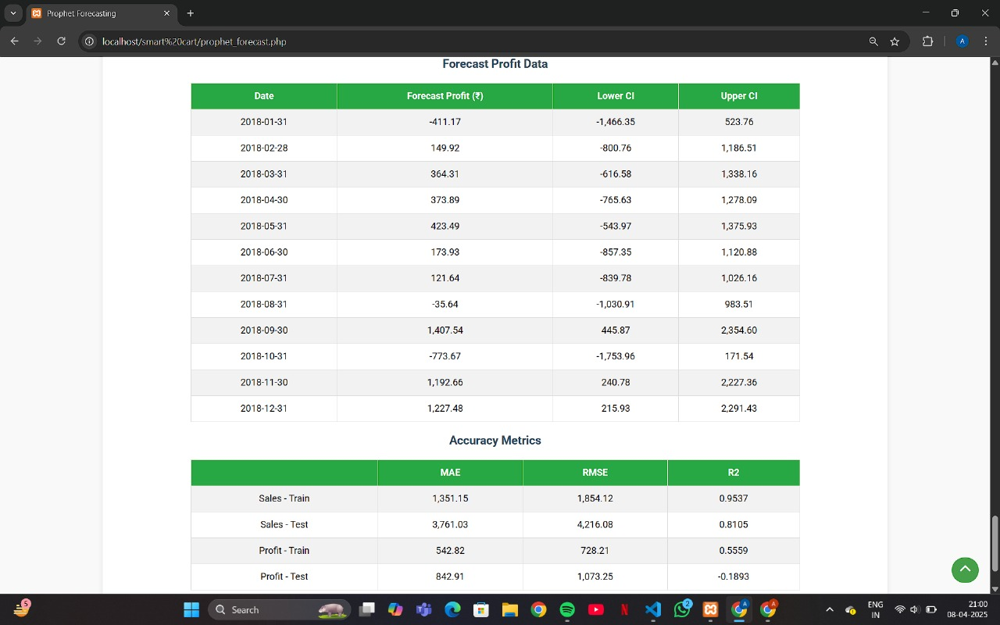 Prophet Forecasting
localhost/smart%20cart/prophet_forecast.php
A
Forecast Profit Data
Date Forecast Profit (₹) Lower CI Upper CI
2018-01-31 -411.17 -1,466.35 523.76
2018-02-28 149.92 -800.76 1,186.51
2018-03-31 364.31 -616.58 1,338.16
2018-04-30 373.89 -765.63 1,278.09
2018-05-31 423.49 -543.97 1,375.93
2018-06-30 173.93 -857.35 1,120.88
2018-07-31 121.64 -839.78 1,026.16
2018-08-31 -35.64 -1,030.91 983.51
2018-09-30 1,407.54 445.87 2,354.60
2018-10-31 -773.67 -1,753.96 171.54
2018-11-30 1,192.66 240.78 2,227.36
2018-12-31 1,227.48 215.93 2,291.43
Accuracy Metrics
MAE RMSE R2
Sales - Train 1,351.15 1,854.12 0.9537
Sales - Test 3,761.03 4,216.08 0.8105
Profit - Train 542.82 728.21 0.5559
Profit - Test 842.91 1,073.25 -0.1893
5
Search
2
A
A
ENG
IN
21:00
08-04-2025